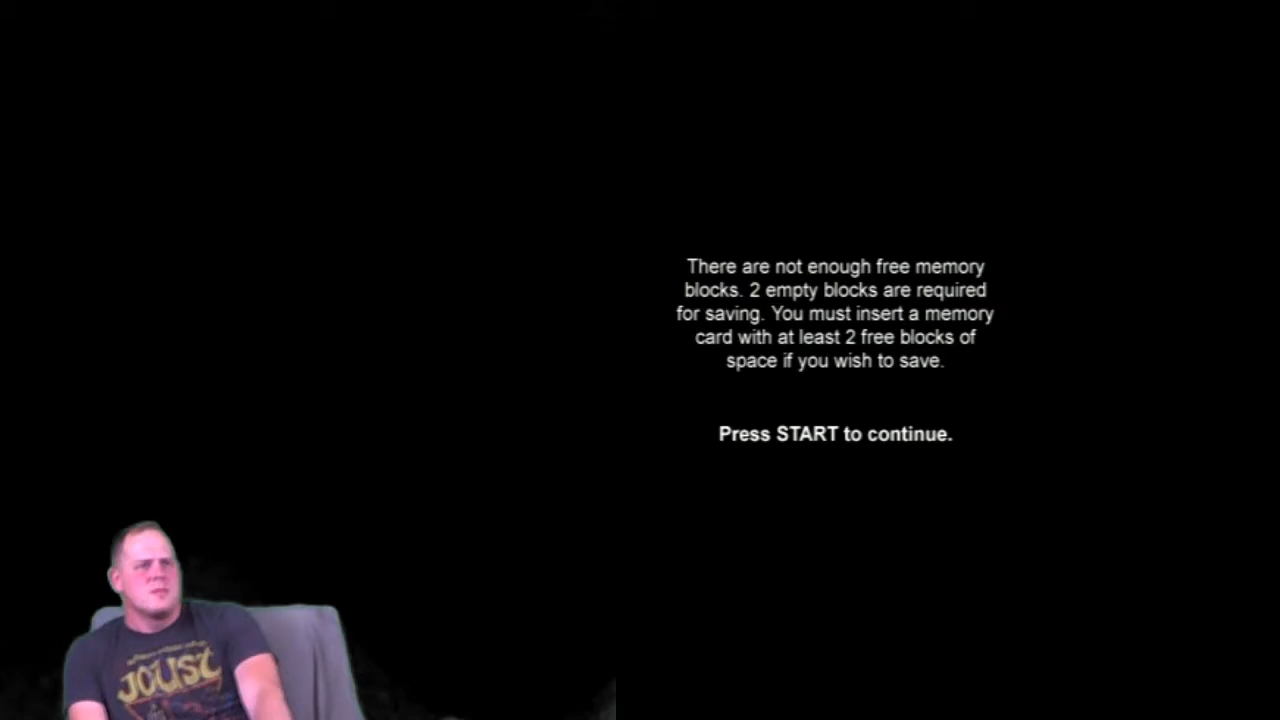 There are not enough free memory
blocks. 2 empty blocks are required
for saving. You must insert a memory
card with at least 2 free blocks of
space if you wish to save.
Press START to continue.
JOUST